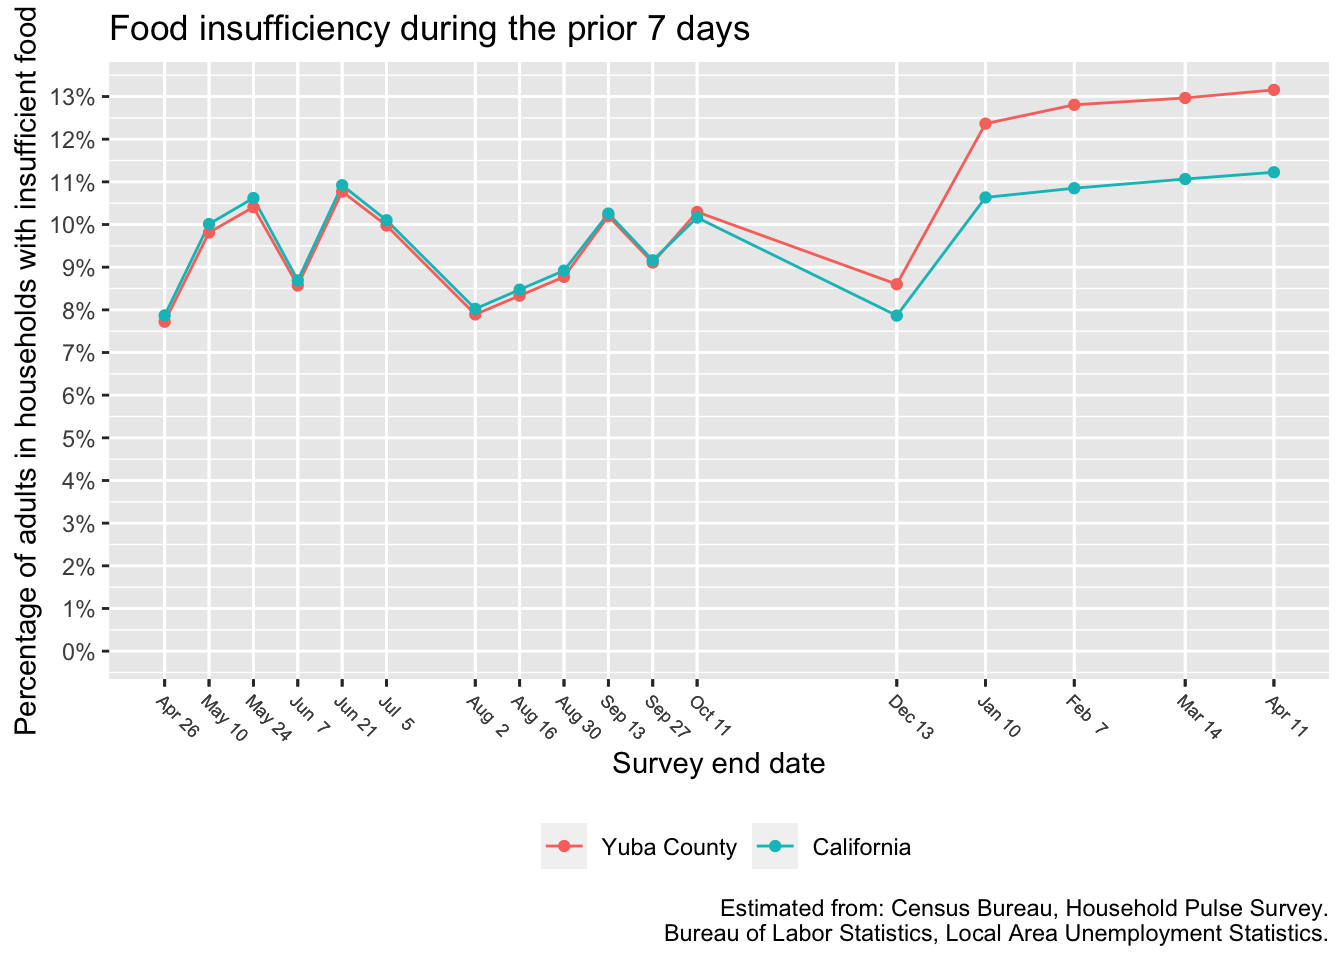 Food insufficiency during the prior 7 days
Percentage of adults in households with insufficient food
13%
12%
11%
10%
9%
8%
7%
6%
5%
4%
3%
2%
1%
0%
Apr 26
May 10
May 24
Jun 7
Jun 21
Jul 5
Aug 2
Aug 16
Aug 30
Sep 13
Sep 27
Oct 11
Dec 13
Jan 10
Feb 7
Mar 14
Apr 11
Survey end date
Yuba County
California
Estimated from: Census Bureau, Household Pulse Survey.
Bureau of Labor Statistics, Local Area Unemployment Statistics.